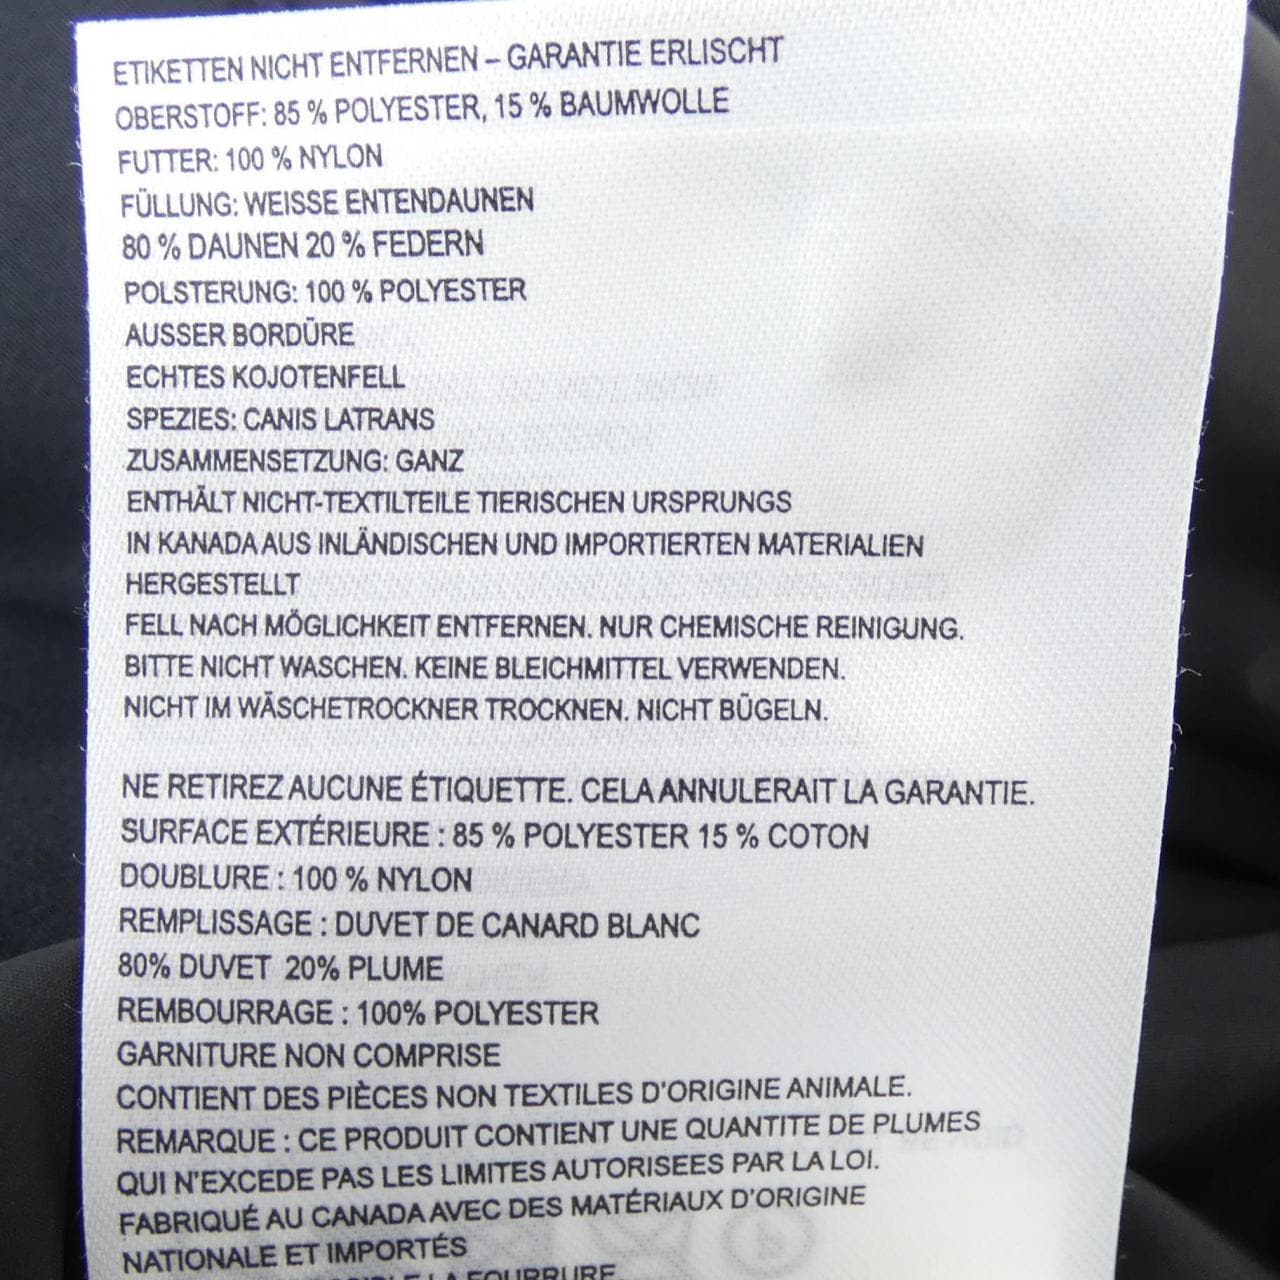 ETIKETTEN NICHT ENTFERNEN – GARANTIE ERLISCHT
OBERSTOFF: 85 % POLYESTER, 15 % BAUMWOLLE
FUTTER: 100 % NYLON
FÜLLUNG: WEISSE ENTENDAUNEN
80 % DAUNEN 20 % FEDERN
POLSTERUNG: 100 % POLYESTER
AUSSER BORDÜRE
ECHTES KOJOTENFELL
SPEZIES: CANIS LATRANS
ZUSAMMENSETZUNG: GANZ
ENTHÄLT NICHT-TEXTILTEILE TIERISCHEN URSPRUNGS
IN KANADA AUS INLÄNDISCHEN UND IMPORTIERTEN MATERIALIEN
HERGESTELLT
FELL NACH MÖGLICHKEIT ENTFERNEN. NUR CHEMISCHE REINIGUNG.
BITTE NICHT WASCHEN. KEINE BLEICHMITTEL VERWENDEN.
NICHT IM WÄSCHETROCKNER TROCKNEN. NICHT BÜGELN.
NE RETIREZ AUCUNE ÉTIQUETTE. CELA ANNULERAIT LA GARANTIE.
SURFACE EXTÉRIEURE : 85 % POLYESTER 15 % COTON
DOUBLURE : 100 % NYLON
REMPLISSAGE : DUVET DE CANARD BLANC
80% DUVET 20% PLUME
REMBOURRAGE : 100% POLYESTER
GARNITURE NON COMPRISE
CONTIENT DES PIÈCES NON TEXTILES D'ORIGINE ANIMALE.
REMARQUE : CE PRODUIT CONTIENT UNE QUANTITE DE PLUMES
QUI N'EXCEDE PAS LES LIMITES AUTORISEES PAR LA LOI.
FABRIQUÉ AU CANADA AVEC DES MATÉRIAUX D'ORIGINE
NATIONALE ET IMPORTÉS
LA FOURRURE